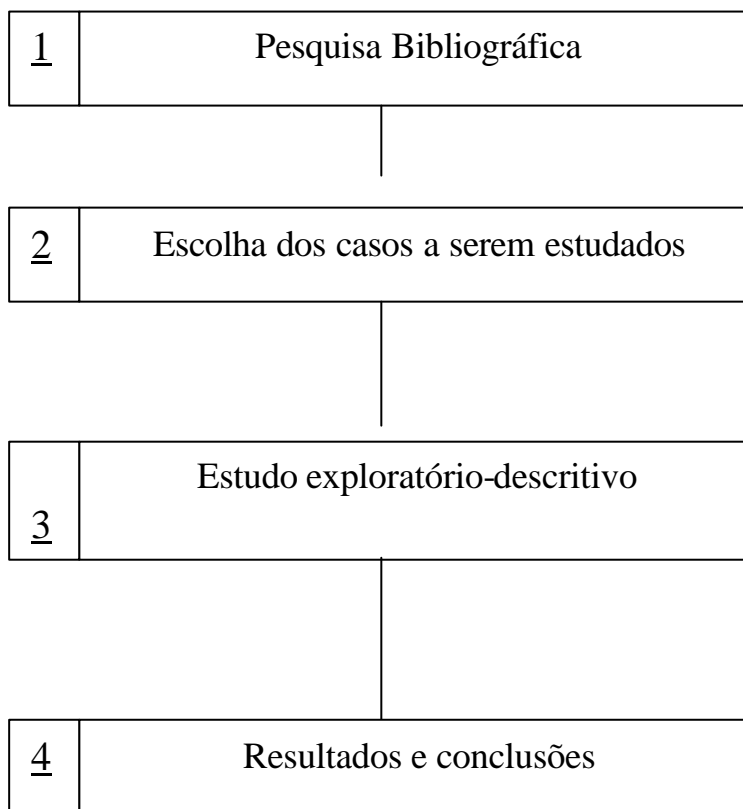 1 Pesquisa Bibliográfica
2 Escolha dos casos a serem estudados
Estudo exploratório-descritivo
3
4 Resultados e conclusões